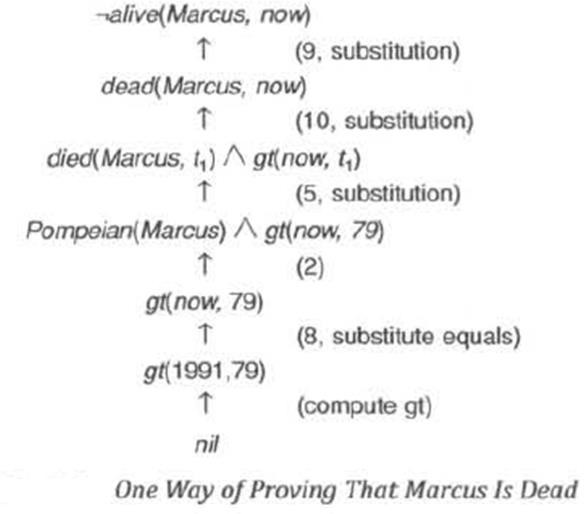 ¬alive(Marcus, now)
↑ (9, substitution)
dead(Marcus, now)
↑ (10, substitution)
died(Marcus, t₁) ∧ gt(now, t₁)
↑ (5, substitution)
Pompeian(Marcus) ∧ gt(now, 79)
↑ (2)
gt(now, 79)
↑ (8, substitute equals)
gt(1991,79)
↑ (compute gt)
nil
One Way of Proving That Marcus Is Dead